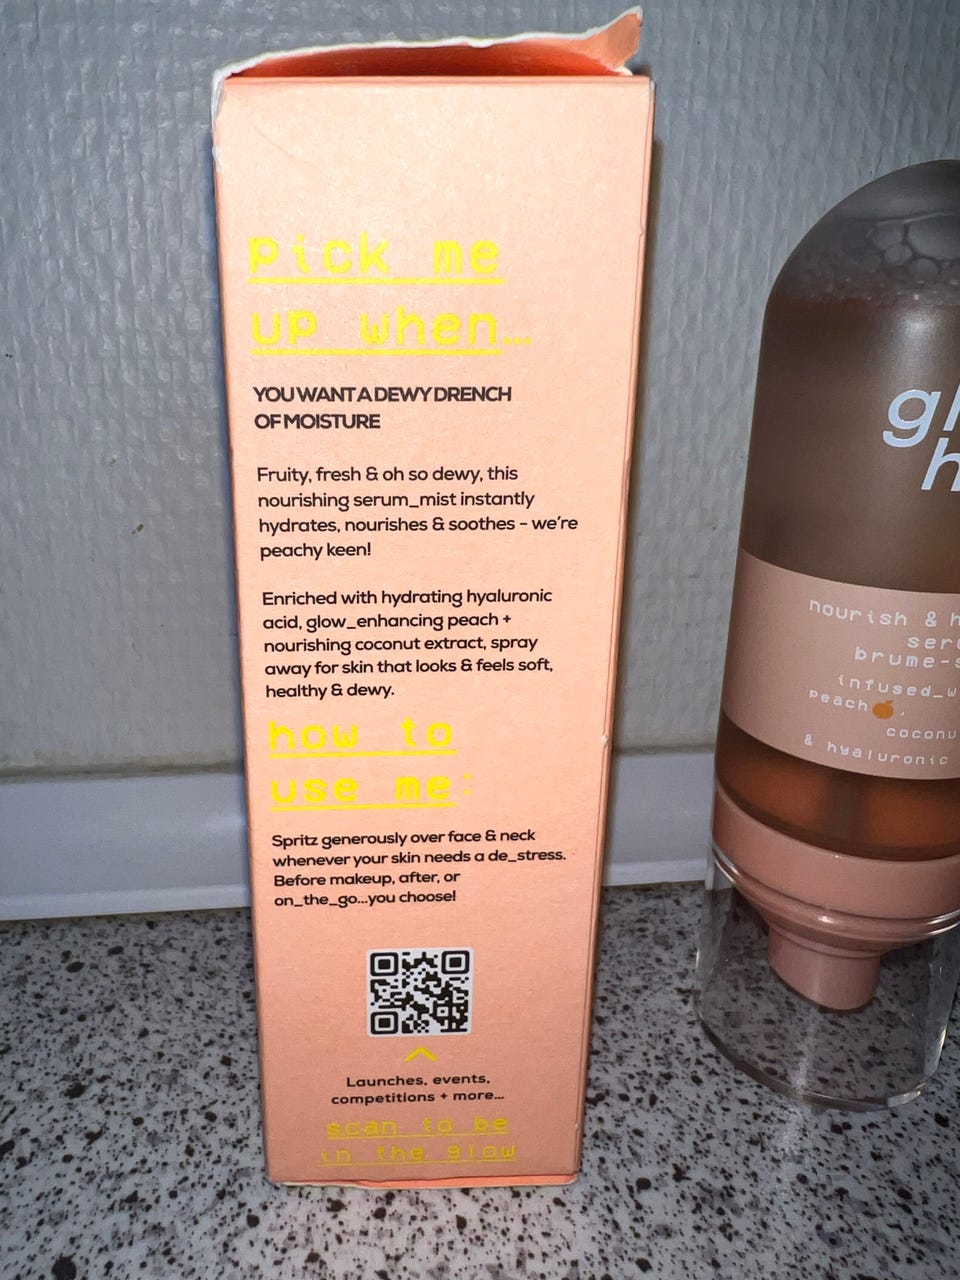 Pick me
up when...
YOU WANT A DEWY DRENCH
OF MOISTURE
Fruity, fresh & oh so dewy, this
nourishing serum_mist instantly
hydrates, nourishes & soothes - we're
peachy keen!
Enriched with hydrating hyaluronic
acid, glow_enhancing peach +
nourishing coconut extract, spray
away for skin that looks & feels soft,
healthy & dewy.
how to
use me:
Spritz generously over face & neck
whenever your skin needs a de_stress.
Before makeup, after, or
on_the_go...you choose!
Launches, events,
competitions + more...
scan to be
in the glow
nourish &
peach,
& hyaluronic